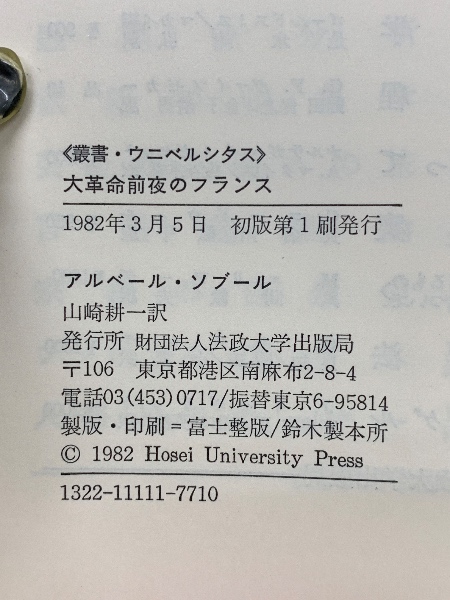 《叢書・ウニベルシタス》
大革命前夜のフランス
1982年3月5日　初版第1刷発行
アルベール・ソブール
山崎耕一訳
発行所 財団法人法政大学出版局
〒106　東京都港区南麻布2-8-4
電話03(453)0717/振替東京6-95814
製版・印刷=富士整版/鈴木製本所
© 1982 Hosei University Press
1322-11111-7710